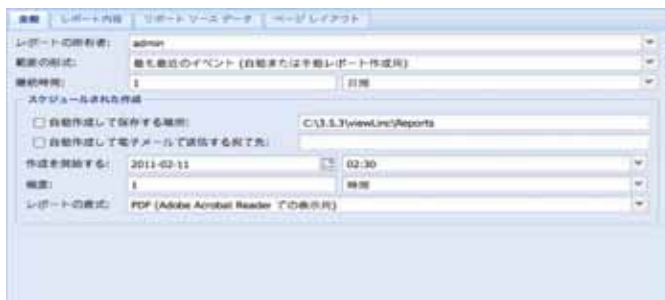 全般 レポート内容 リポート ソース データ ページ レイアウト
レポートの所有者: admin
範囲の形式: 最も最近のイベント (自動または手動レポート作成用)
継続時間: 1 日間
スケジュールされた作成
自動作成して保存する場所: C:\3.5.3\viewLinc\Reports
自動作成して電子メールで送信する宛て先:
作成を開始する: 2011-02-11 02:30
頻度: 1 時間
レポートの書式: PDF (Adobe Acrobat Reader での表示用)